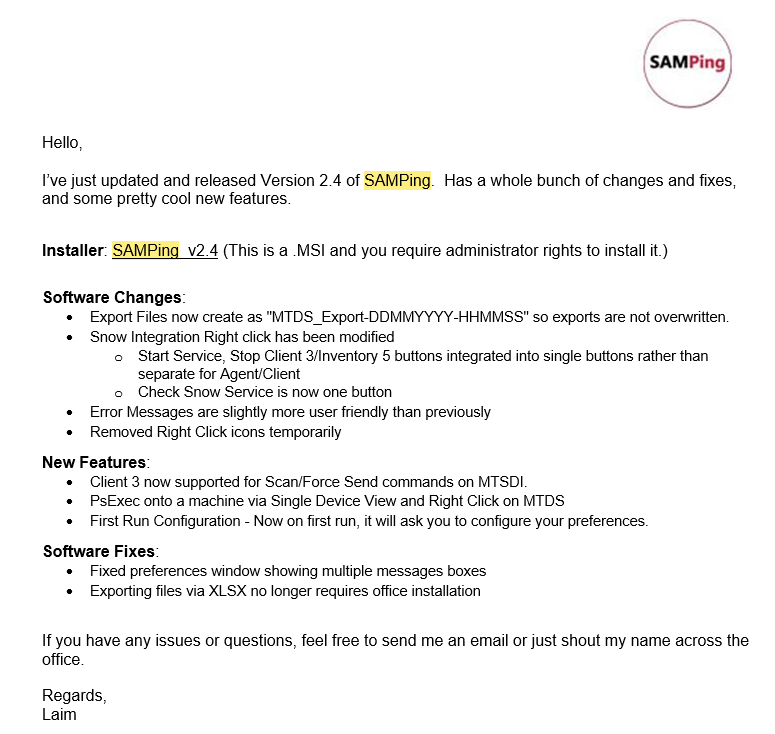 SAMPing
Hello,
I've just updated and released Version 2.4 of SAMPing.  Has a whole bunch of changes and fixes,
and some pretty cool new features.
Installer: SAMPing_v2.4 (This is a .MSI and you require administrator rights to install it.)
Software Changes:
• Export Files now create as "MTDS_Export-DDMMYYYY-HHMMSS" so exports are not overwritten.
• Snow Integration Right click has been modified
o Start Service, Stop Client 3/Inventory 5 buttons integrated into single buttons rather than
separate for Agent/Client
o Check Snow Service is now one button
• Error Messages are slightly more user friendly than previously
• Removed Right Click icons temporarily
New Features:
• Client 3 now supported for Scan/Force Send commands on MTSDI.
• PsExec onto a machine via Single Device View and Right Click on MTDS
• First Run Configuration - Now on first run, it will ask you to configure your preferences.
Software Fixes:
• Fixed preferences window showing multiple messages boxes
• Exporting files via XLSX no longer requires office installation
If you have any issues or questions, feel free to send me an email or just shout my name across the
office.
Regards,
Laim